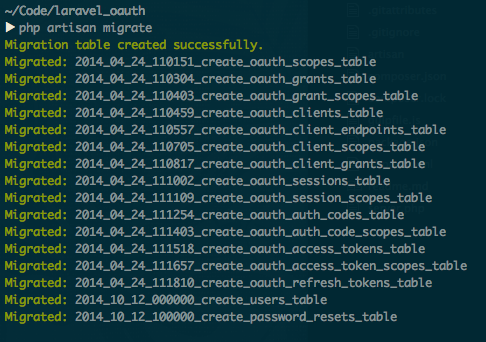 ~/Code/laravel_oauth
▶ php artisan migrate
Migration table created successfully.
Migrated: 2014_04_24_110151_create_oauth_scopes_table
Migrated: 2014_04_24_110304_create_oauth_grants_table
Migrated: 2014_04_24_110403_create_oauth_grant_scopes_table
Migrated: 2014_04_24_110459_create_oauth_clients_table
Migrated: 2014_04_24_110557_create_oauth_client_endpoints_table
Migrated: 2014_04_24_110705_create_oauth_client_scopes_table
Migrated: 2014_04_24_110817_create_oauth_client_grants_table
Migrated: 2014_04_24_111002_create_oauth_sessions_table
Migrated: 2014_04_24_111109_create_oauth_session_scopes_table
Migrated: 2014_04_24_111254_create_oauth_auth_codes_table
Migrated: 2014_04_24_111403_create_oauth_auth_code_scopes_table
Migrated: 2014_04_24_111518_create_oauth_access_tokens_table
Migrated: 2014_04_24_111657_create_oauth_access_token_scopes_table
Migrated: 2014_04_24_111810_create_oauth_refresh_tokens_table
Migrated: 2014_10_12_000000_create_users_table
Migrated: 2014_10_12_100000_create_password_resets_table